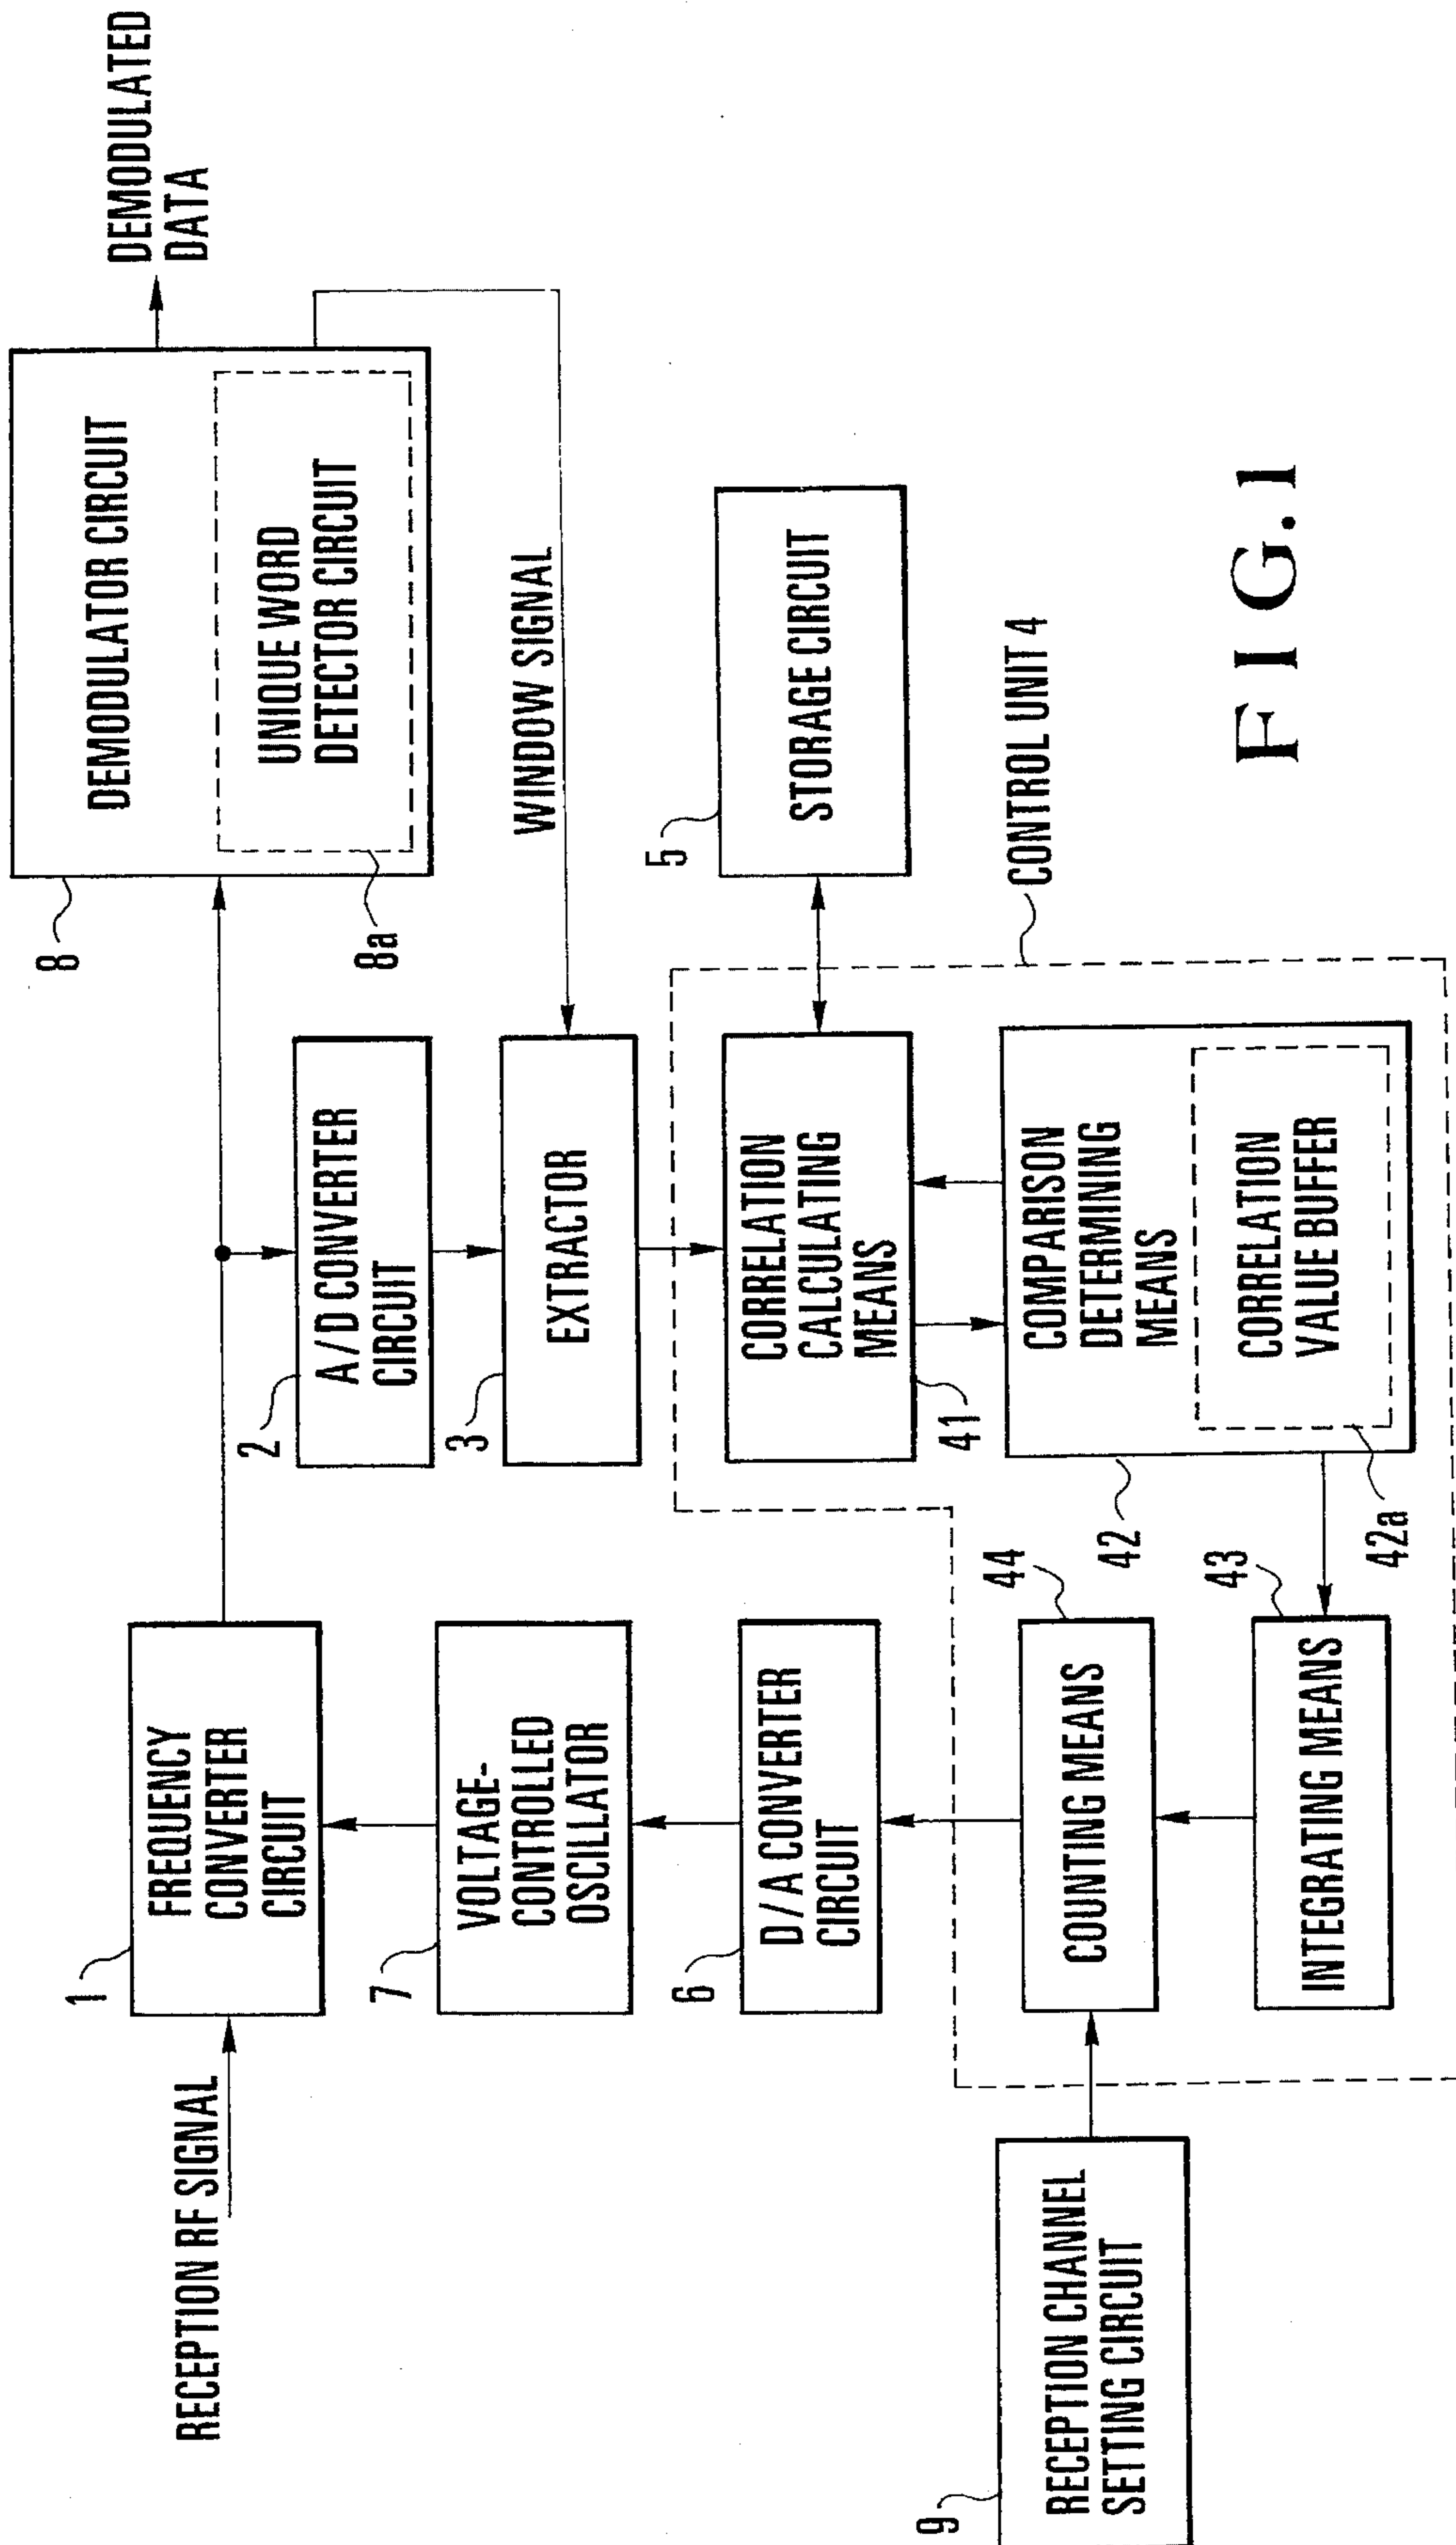 RECEPTION RF SIGNAL
1
FREQUENCY
CONVERTER
CIRCUIT
7
VOLTAGE-
CONTROLLED
OSCILLATOR
6
D/A CONVERTER
CIRCUIT
2
A/D CONVERTER
CIRCUIT
3
EXTRACTOR
8
DEMODULATOR CIRCUIT
8a
UNIQUE WORD
DETECTOR CIRCUIT
DEMODULATED
DATA
WINDOW SIGNAL
5
STORAGE CIRCUIT
CONTROL UNIT 4
41
CORRELATION
CALCULATING
MEANS
42
COMPARISON
DETERMINING
MEANS
42a
CORRELATION
VALUE BUFFER
44
COUNTING MEANS
43
INTEGRATING MEANS
9
RECEPTION CHANNEL
SETTING CIRCUIT
FIG.1